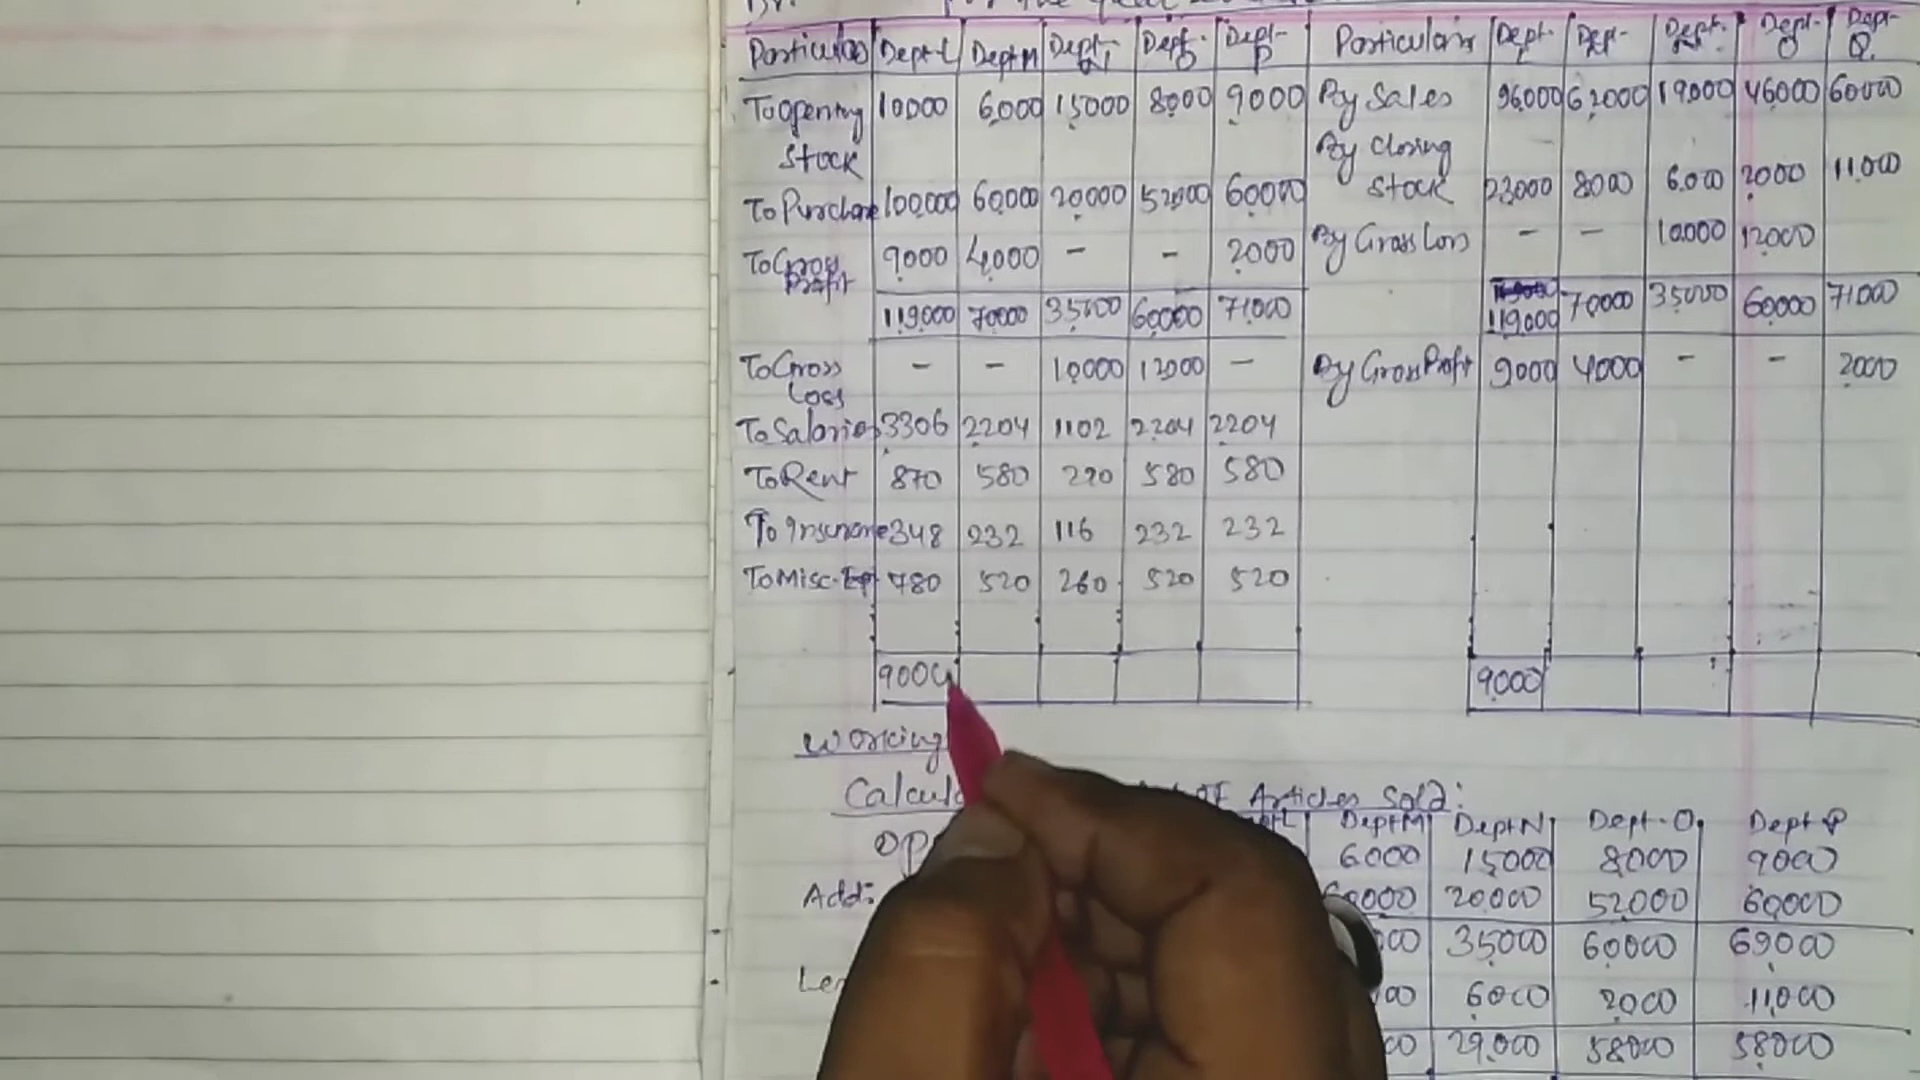 Particulars Dept-L Dept M Dept- Dept- O Dept- P Particulars Dept- L Dept- Dept- Dept- O Dept-
To Opening 10000 6000 15000 8000 9000 By Sales 96000 62000 19000 46000 60000
Stock By Closing
Stock 23000 8000 6000 2000 11000
To Purchase 100000 60000 20000 52000 60000
To Gross 9000 4000 - - 2000 By Gross Loss - - 10000 12000
Profit
119000 70000 35000 60000 71000 119000 70000 35000 60000 71000
To Gross - - 10000 12000 - By Gross Profit 9000 4000 - - 2000
Loss
To Salaries 3306 2204 1102 2204 2204
To Rent 870 580 290 580 580
To Insurance 348 232 116 232 232
To Misc. Exp 780 520 260 520 520
9000 9000
Working
of Articles Sold:
Dept M Dept N Dept-O Dept P
6000 15000 8000 9000
Add: 20000 52000 60000
35000 60000 69000
6000 2000 11000
29000 58000 58000